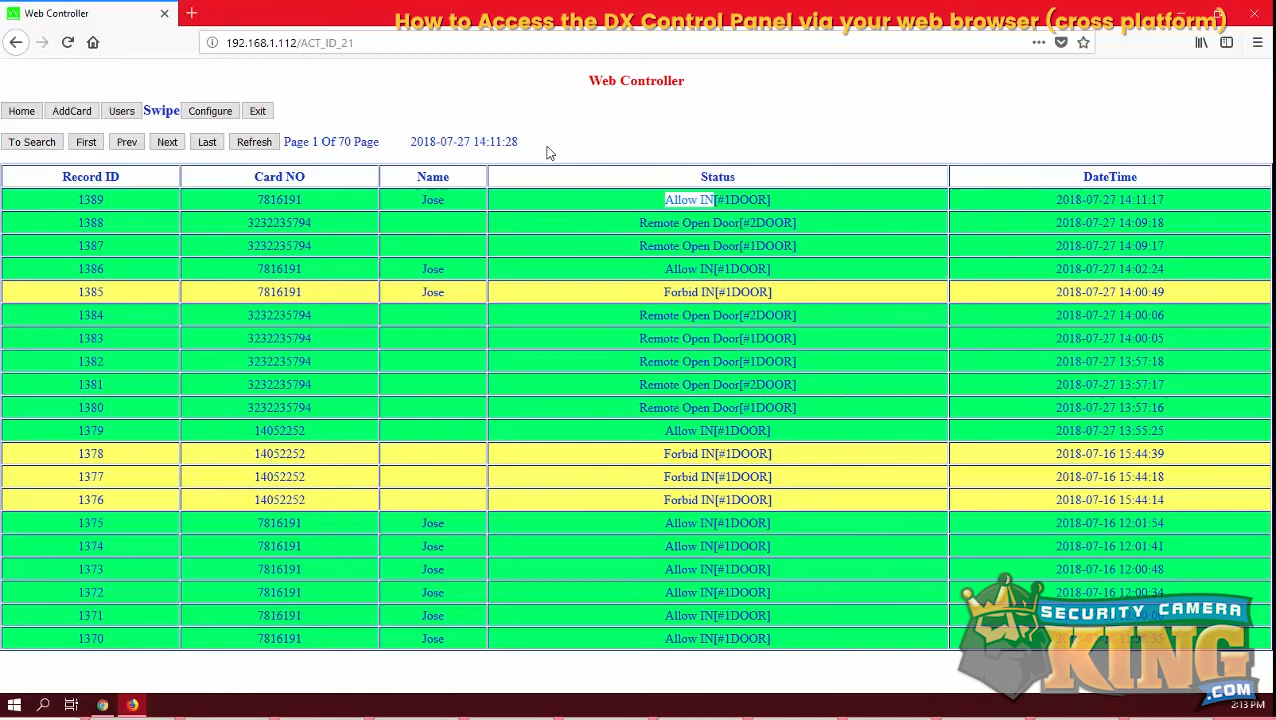 Web Controller
How to Access the DX Control Panel via your web browser (cross platform)
192.168.1.112/ACT_ID_21
Web Controller
Home AddCard Users Swipe Configure Exit
To Search First Prev Next Last Refresh Page 1 Of 70 Page 2018-07-27 14:11:28
Record ID Card NO Name Status DateTime
1389 7816191 Jose Allow IN[#1DOOR] 2018-07-27 14:11:17
1388 3232235794 Remote Open Door[#2DOOR] 2018-07-27 14:09:18
1387 3232235794 Remote Open Door[#1DOOR] 2018-07-27 14:09:17
1386 7816191 Jose Allow IN[#1DOOR] 2018-07-27 14:02:24
1385 7816191 Jose Forbid IN[#1DOOR] 2018-07-27 14:00:49
1384 3232235794 Remote Open Door[#2DOOR] 2018-07-27 14:00:06
1383 3232235794 Remote Open Door[#1DOOR] 2018-07-27 14:00:05
1382 3232235794 Remote Open Door[#1DOOR] 2018-07-27 13:57:18
1381 3232235794 Remote Open Door[#2DOOR] 2018-07-27 13:57:17
1380 3232235794 Remote Open Door[#1DOOR] 2018-07-27 13:57:16
1379 14052252 Allow IN[#1DOOR] 2018-07-27 13:55:25
1378 14052252 Forbid IN[#1DOOR] 2018-07-16 15:44:39
1377 14052252 Forbid IN[#1DOOR] 2018-07-16 15:44:18
1376 14052252 Forbid IN[#1DOOR] 2018-07-16 15:44:14
1375 7816191 Jose Allow IN[#1DOOR] 2018-07-16 12:01:54
1374 7816191 Jose Allow IN[#1DOOR] 2018-07-16 12:01:41
1373 7816191 Jose Allow IN[#1DOOR] 2018-07-16 12:00:48
1372 7816191 Jose Allow IN[#1DOOR] 2018-07-16 12:00:34
1371 7816191 Jose Allow IN[#1DOOR]
1370 7816191 Jose Allow IN[#1DOOR]
SECURITY CAMERA
KING
.COM
2:13 PM